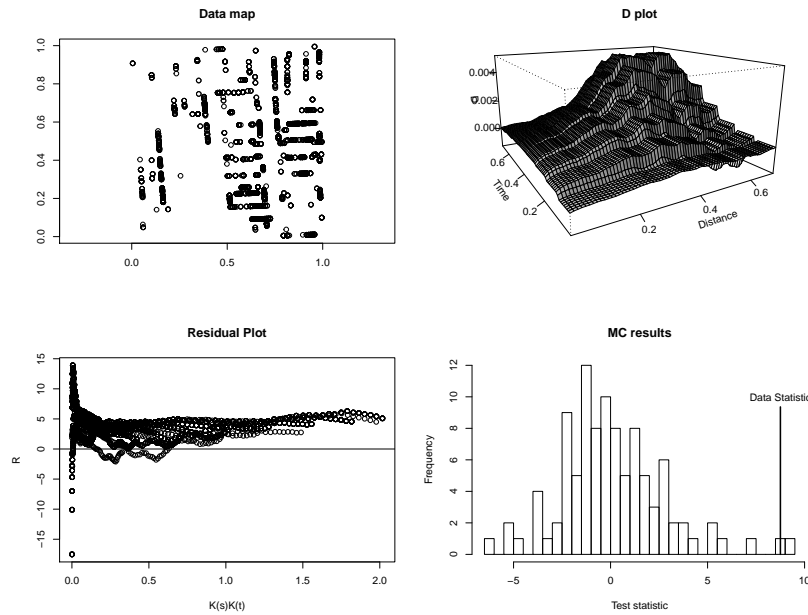 Data map
0.0 0.2 0.4 0.6 0.8 1.0
0.0 0.5 1.0
D plot
0.004
0.002
0.000
D
0.6
0.4
0.2
Time
0.2
0.4
0.6
Distance
Residual Plot
-15 -10 -5 0 5 10 15
R
0.0 0.5 1.0 1.5 2.0
K(s)K(t)
MC results
0 2 4 6 8 10 12
Frequency
Data Statistic
-5 0 5 10
Test statistic